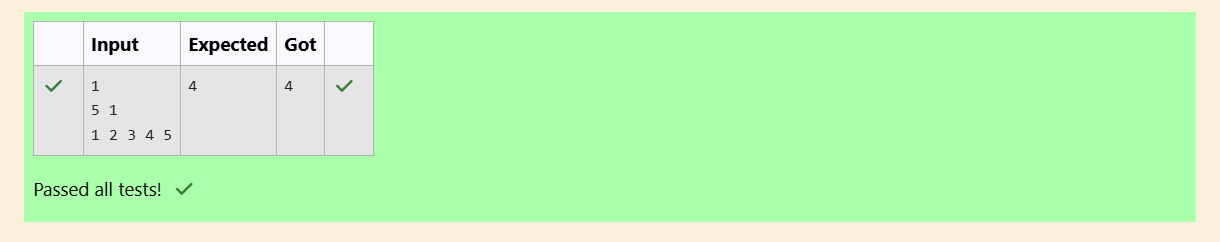 Input Expected Got
1 4 4
5 1
1 2 3 4 5
Passed all tests!